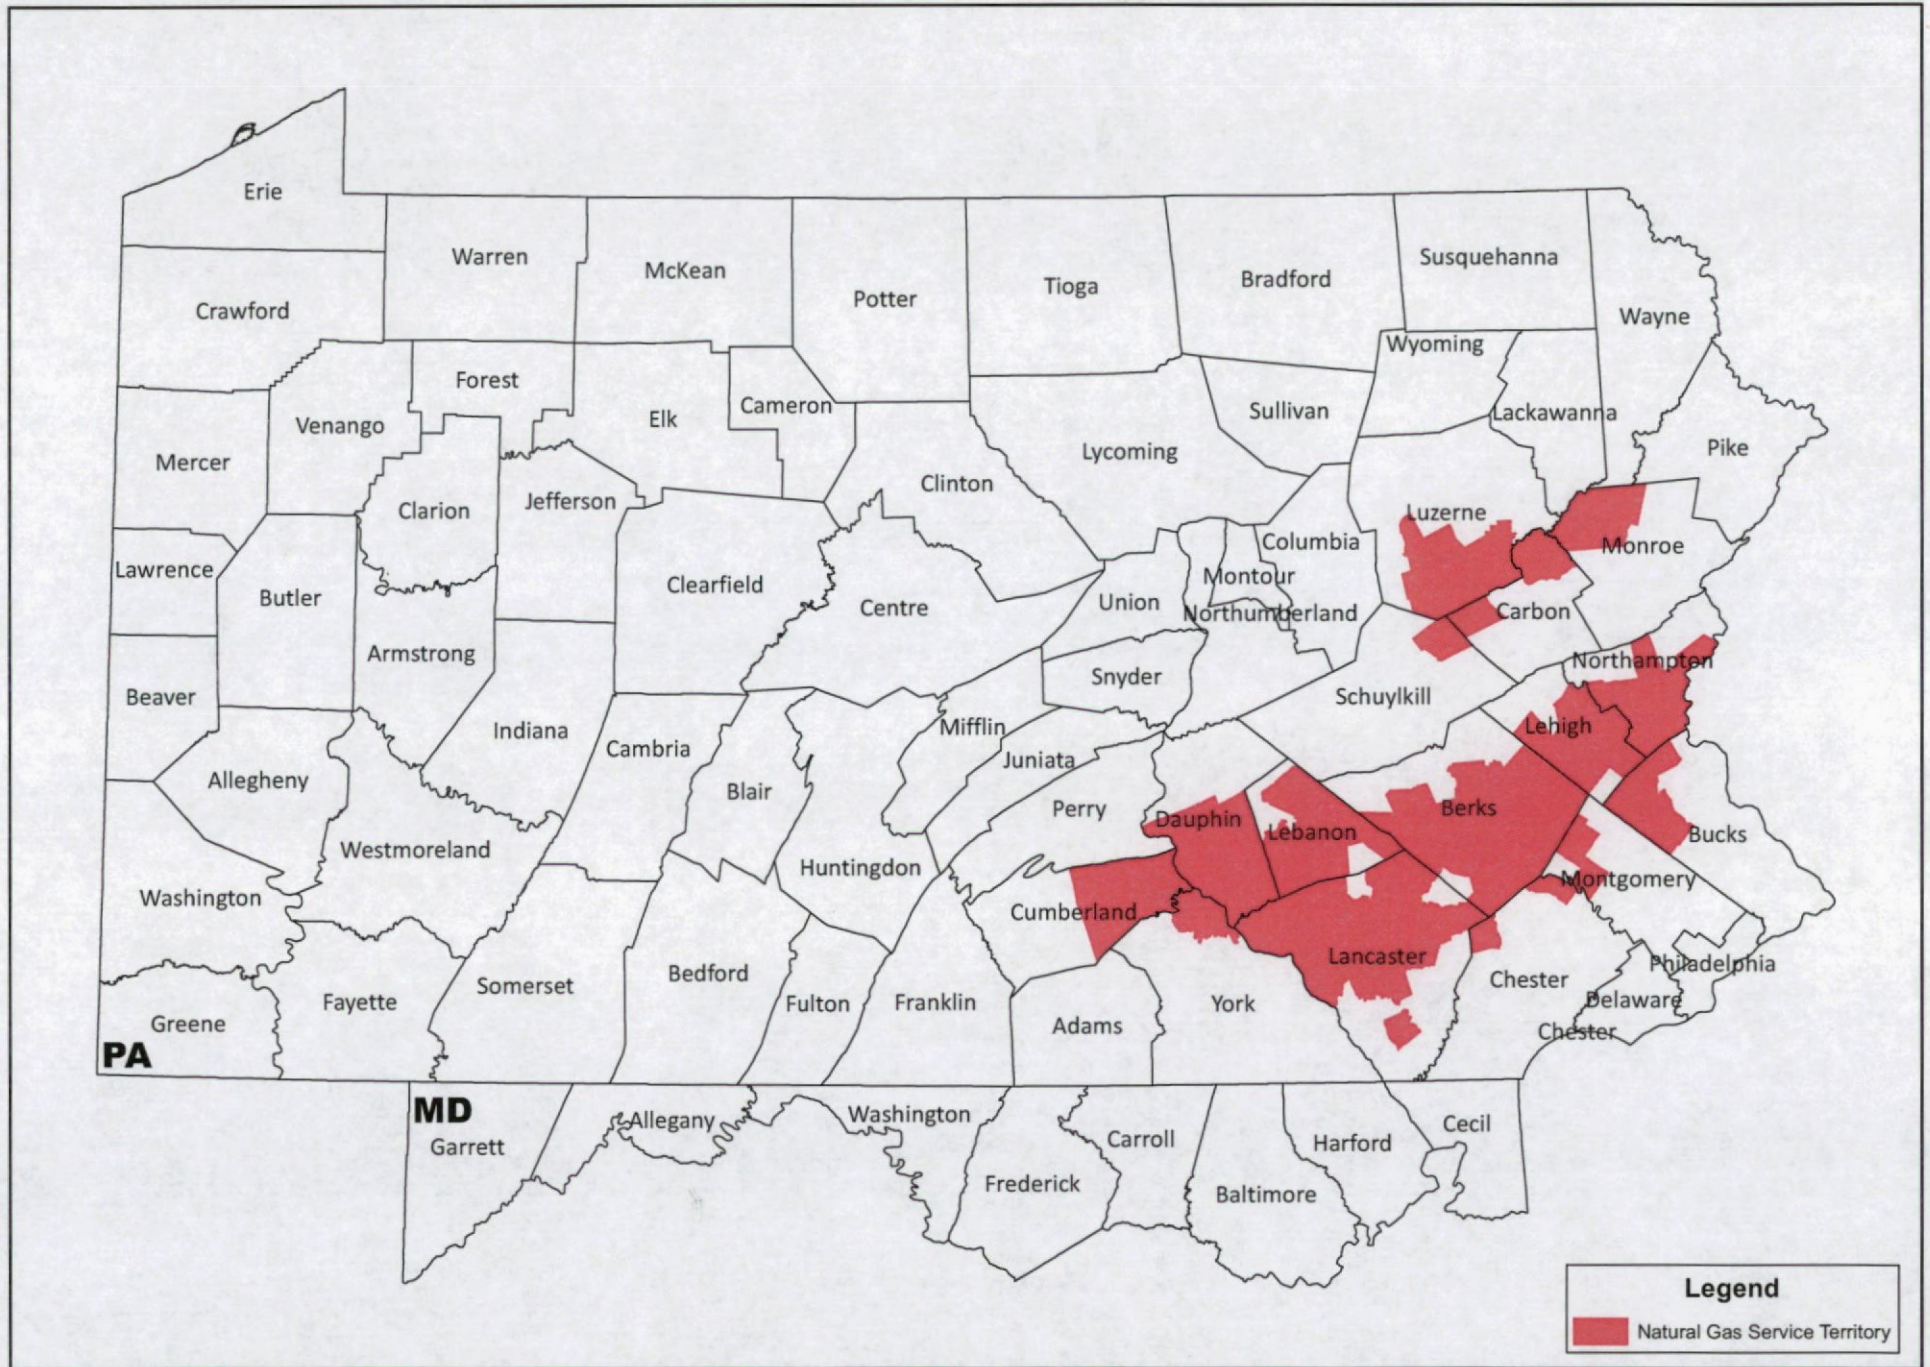 Erie
Warren
McKean
Potter
Tioga
Bradford
Susquehanna
Wayne
Crawford
Wyoming
Forest
Venango
Elk
Cameron
Sullivan
Lackawanna
Mercer
Lycoming
Pike
Clarion
Jefferson
Clinton
Luzerne
Lawrence
Butler
Clearfield
Centre
Columbia
Montour
Union
Northumberland
Monroe
Carbon
Armstrong
Beaver
Indiana
Snyder
Northampton
Schuylkill
Lehigh
Cambria
Mifflin
Juniata
Allegheny
Blair
Perry
Dauphin
Lebanon
Berks
Bucks
Westmoreland
Huntingdon
Montgomery
Washington
Cumberland
Lancaster
Philadelphia
Bedford
Somerset
Chester
Delaware
Fayette
Fulton
Franklin
York
Greene
Adams
Chester
PA
MD
Garrett
Allegany
Washington
Frederick
Carroll
Baltimore
Harford
Cecil
Legend
Natural Gas Service Territory